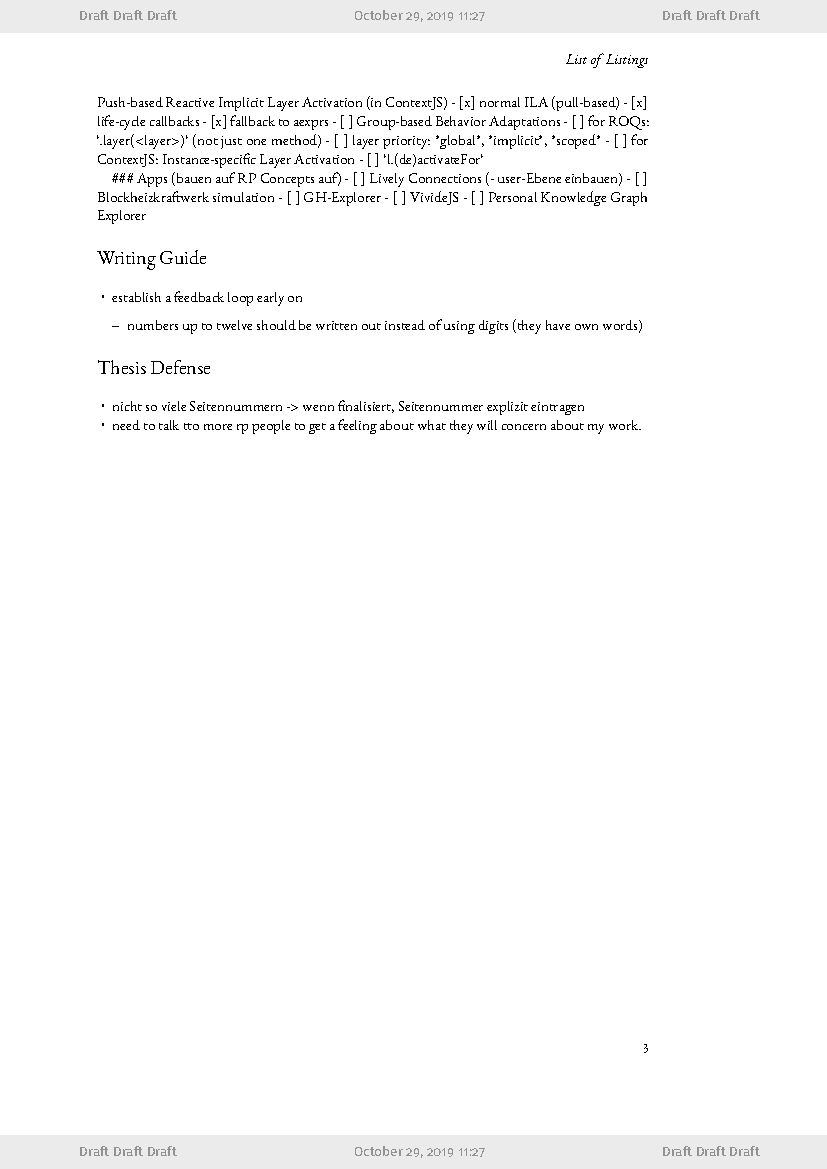 Draft Draft Draft October 29, 2019 11:27 Draft Draft Draft
List of Listings
Push-based Reactive Implicit Layer Activation (in ContextJS) - [x] normal ILA (pull-based) - [x]
life-cycle callbacks - [x] fallback to aexprs - [ ] Group-based Behavior Adaptations - [ ] for ROQs:
‘.layer(<layer>)‘ (not just one method) - [ ] layer priority: *global*, *implicit*, *scoped* - [ ] for
ContextJS: Instance-specific Layer Activation - [ ] ‘l.(de)activateFor‘
### Apps (bauen auf RP Concepts auf) - [ ] Lively Connections (- user-Ebene einbauen) - [ ]
Blockheizkraftwerk simulation - [ ] GH-Explorer - [ ] VivideJS - [ ] Personal Knowledge Graph
Explorer
Writing Guide
• establish a feedback loop early on
– numbers up to twelve should be written out instead of using digits (they have own words)
Thesis Defense
• nicht so viele Seitennummern -> wenn finalisiert, Seitennummer explizit eintragen
• need to talk tto more rp people to get a feeling about what they will concern about my work.
3
Draft Draft Draft October 29, 2019 11:27 Draft Draft Draft